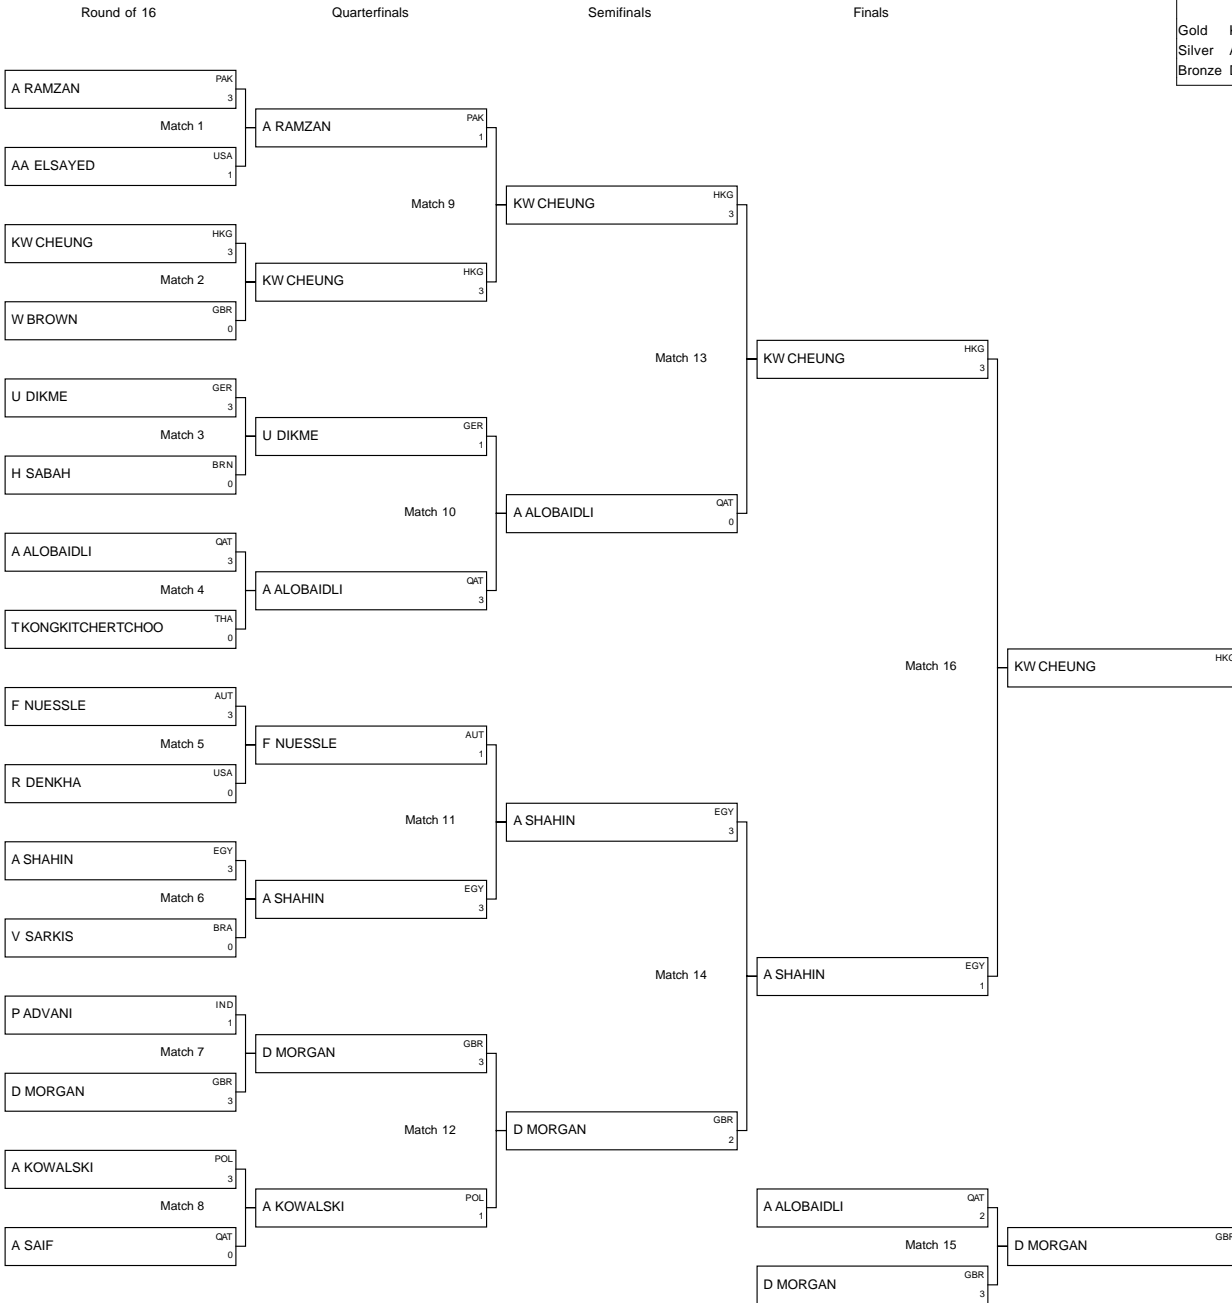 Round of 16
Quarterfinals
Semifinals
Finals
Gold
Silver
Bronze
A RAMZAN
PAK
3
Match 1
AA ELSAYED
USA
1
KW CHEUNG
HKG
3
Match 2
W BROWN
GBR
0
U DIKME
GER
3
Match 3
H SABAH
BRN
0
A ALOBAIDLI
QAT
3
Match 4
T KONGKITCHERTCHOO
THA
0
F NUESSLE
AUT
3
Match 5
R DENKHA
USA
0
A SHAHIN
EGY
3
Match 6
V SARKIS
BRA
0
P ADVANI
IND
1
Match 7
D MORGAN
GBR
3
A KOWALSKI
POL
3
Match 8
A SAIF
QAT
0
A RAMZAN
PAK
1
Match 9
KW CHEUNG
HKG
3
U DIKME
GER
1
Match 10
A ALOBAIDLI
QAT
3
F NUESSLE
AUT
1
Match 11
A SHAHIN
EGY
3
D MORGAN
GBR
3
Match 12
A KOWALSKI
POL
1
KW CHEUNG
HKG
3
Match 13
A ALOBAIDLI
QAT
0
A SHAHIN
EGY
3
Match 14
D MORGAN
GBR
2
KW CHEUNG
HKG
3
Match 16
A SHAHIN
EGY
1
A ALOBAIDLI
QAT
2
Match 15
D MORGAN
GBR
3
KW CHEUNG
HKG
D MORGAN
GBR